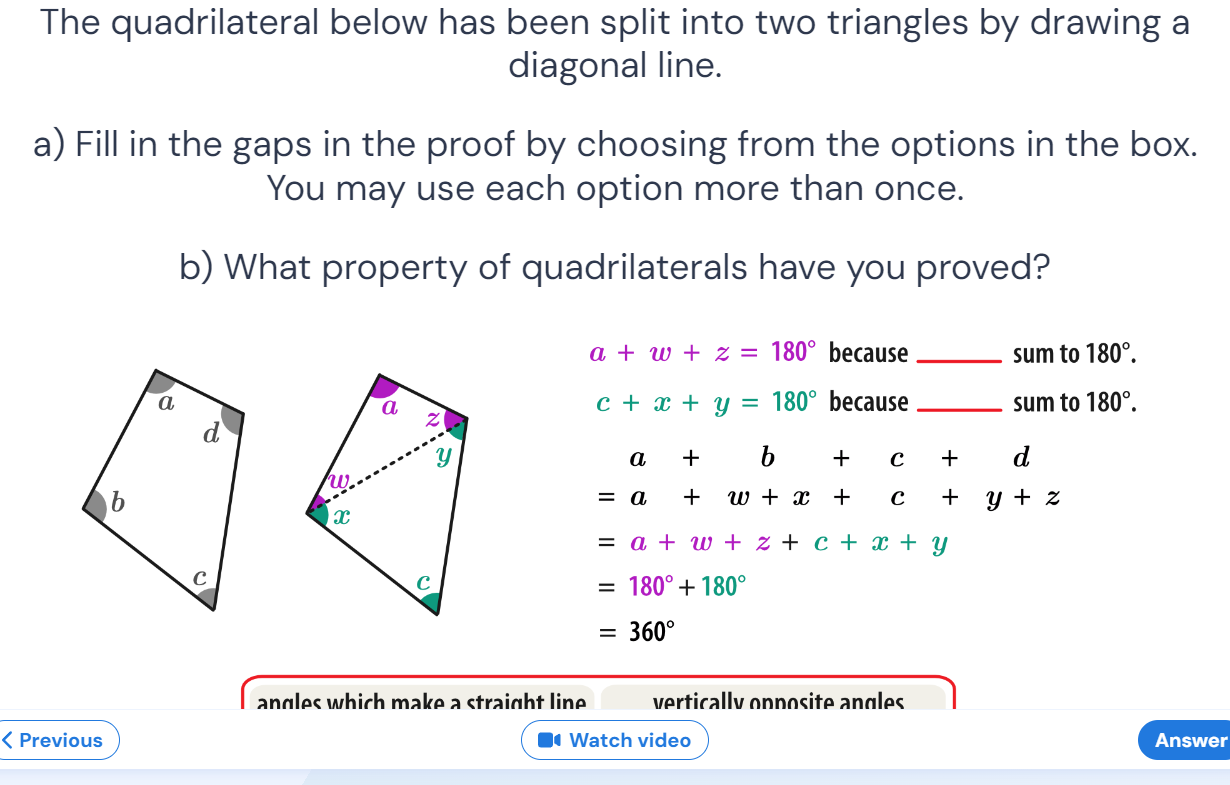 The quadrilateral below has been split into two triangles by drawing a
diagonal line.
a) Fill in the gaps in the proof by choosing from the options in the box.
You may use each option more than once.
b) What property of quadrilaterals have you proved?
a
d
b
c
a
z
y
w
x
c
a + w + z = 180° because ______ sum to 180°.
c + x + y = 180° because ______ sum to 180°.
a + b + c + d
= a + w + x + c + y + z
= a + w + z + c + x + y
= 180° + 180°
= 360°
angles which make a straight line
vertically opposite angles
Previous
Watch video
Answer